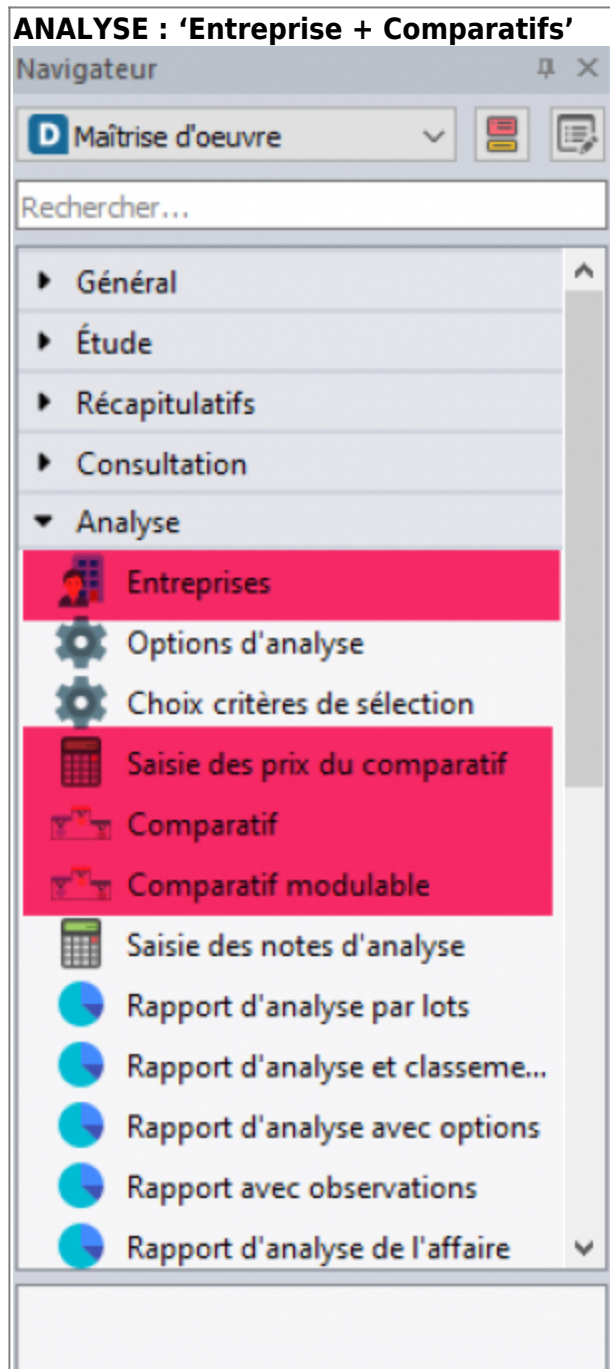 ANALYSE : ‘Entreprise + Comparatifs’
Navigateur
D Maîtrise d'oeuvre
Rechercher...
Général
Étude
Récapitulatifs
Consultation
Analyse
Entreprises
Options d'analyse
Choix critères de sélection
Saisie des prix du comparatif
Comparatif
Comparatif modulable
Saisie des notes d'analyse
Rapport d'analyse par lots
Rapport d'analyse et classeme...
Rapport d'analyse avec options
Rapport avec observations
Rapport d'analyse de l'affaire